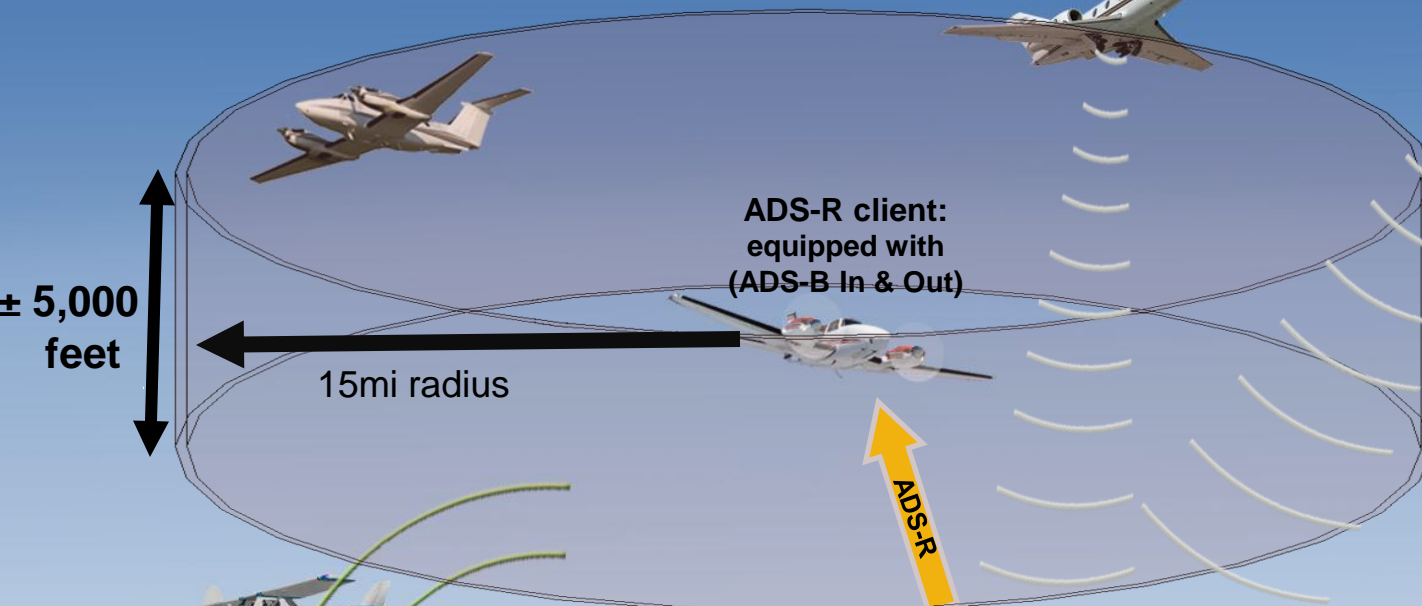 ADS-R client:
equipped with
(ADS-B In & Out)
± 5,000
feet
15mi radius
ADS-R